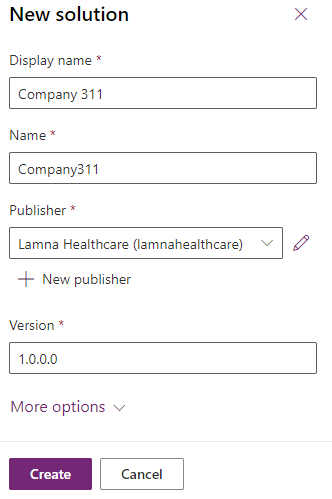 New solution
Display name *
Company 311
Name *
Company311
Publisher *
Lamna Healthcare (lamnahealthcare)
New publisher
Version *
1.0.0.0
More options
Create Cancel